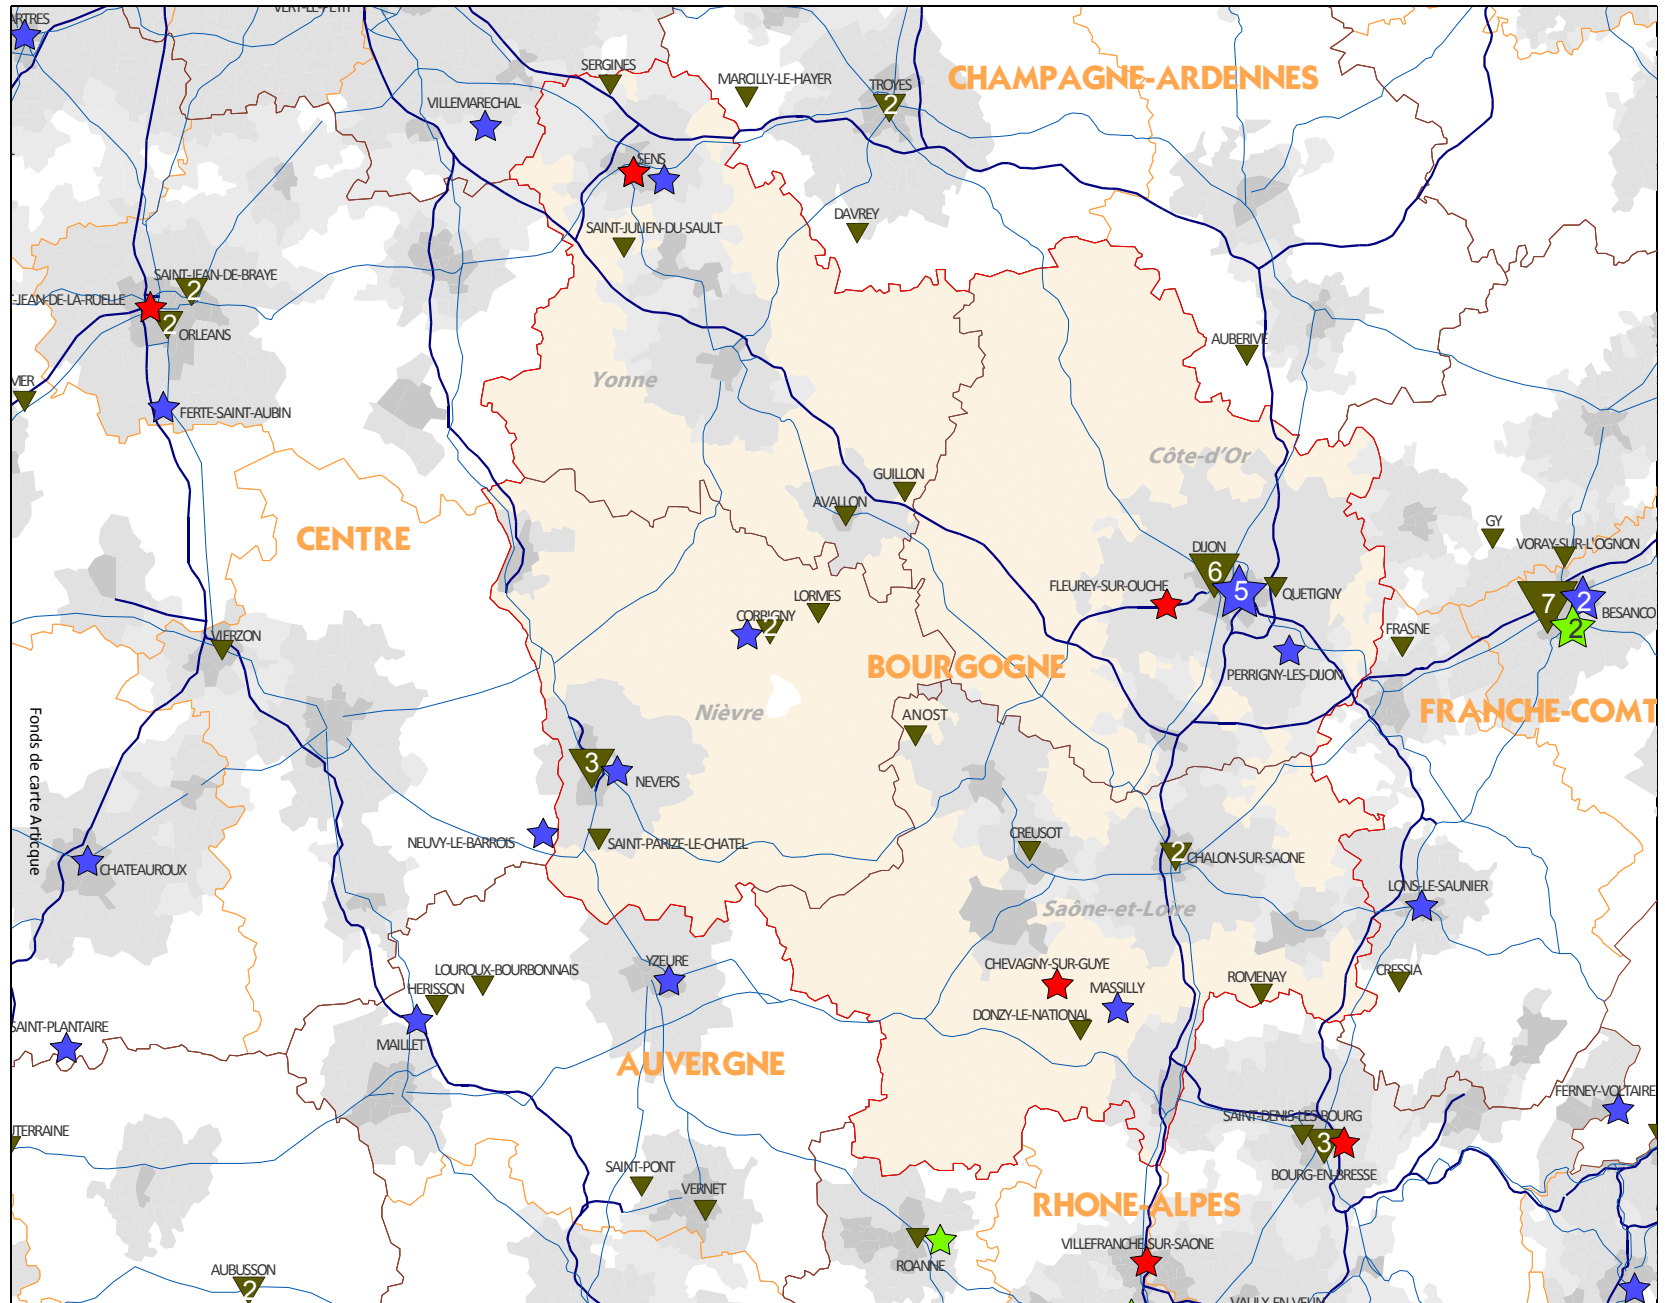 VERT-LE-PETIT
ARTRES
SERGINES
MARCILLY-LE-HAYER
TROYES
2
CHAMPAGNE-ARDENNES
VILLEMARECHAL
SENS
DAVREY
SAINT-JULIEN-DU-SAULT
SAINT-JEAN-DE-BRAYE
2
-JEAN-DE-LA-RUELLE
2
ORLEANS
AUBERIVE
MER
Yonne
FERTE-SAINT-AUBIN
Côte-d'Or
GUILLON
AVALLON
CENTRE
GY
VORAY-SUR-L'OGNON
DIJON
6
5
FLEUREY-SUR-OUCHE
QUETIGNY
7
2
BESANCO
2
LORMES
CORBIGNY
2
FRASNE
VIERZON
BOURGOGNE
PERRIGNY-LES-DIJON
Nièvre
ANOST
FRANCHE-COMT
Fonds de carte Articque
3
NEVERS
NEUVY-LE-BARROIS
SAINT-PARIZE-LE-CHATEL
CREUSOT
2
CHALON-SUR-SAONE
CHATEAUROUX
LONS-LE-SAUNIER
Saône-et-Loire
YZEURE
CHEVAGNY-SUR-GUYE
LOUROUX-BOURBONNAIS
CRESSIA
ROMENAY
HERISSON
MASSILLY
DONZY-LE-NATIONAL
SAINT-PLANTAIRE
MAILLET
AUVERGNE
FERNEY-VOLTAIRE
SAINT-DENIS-LES-BOURG
UTERRAINE
3
SAINT-PONT
BOURG-EN-BRESSE
VERNET
RHONE-ALPES
VILLEFRANCHE-SUR-SAONE
ROANNE
AUBUSSON
2
VAULX-EN-VELIN